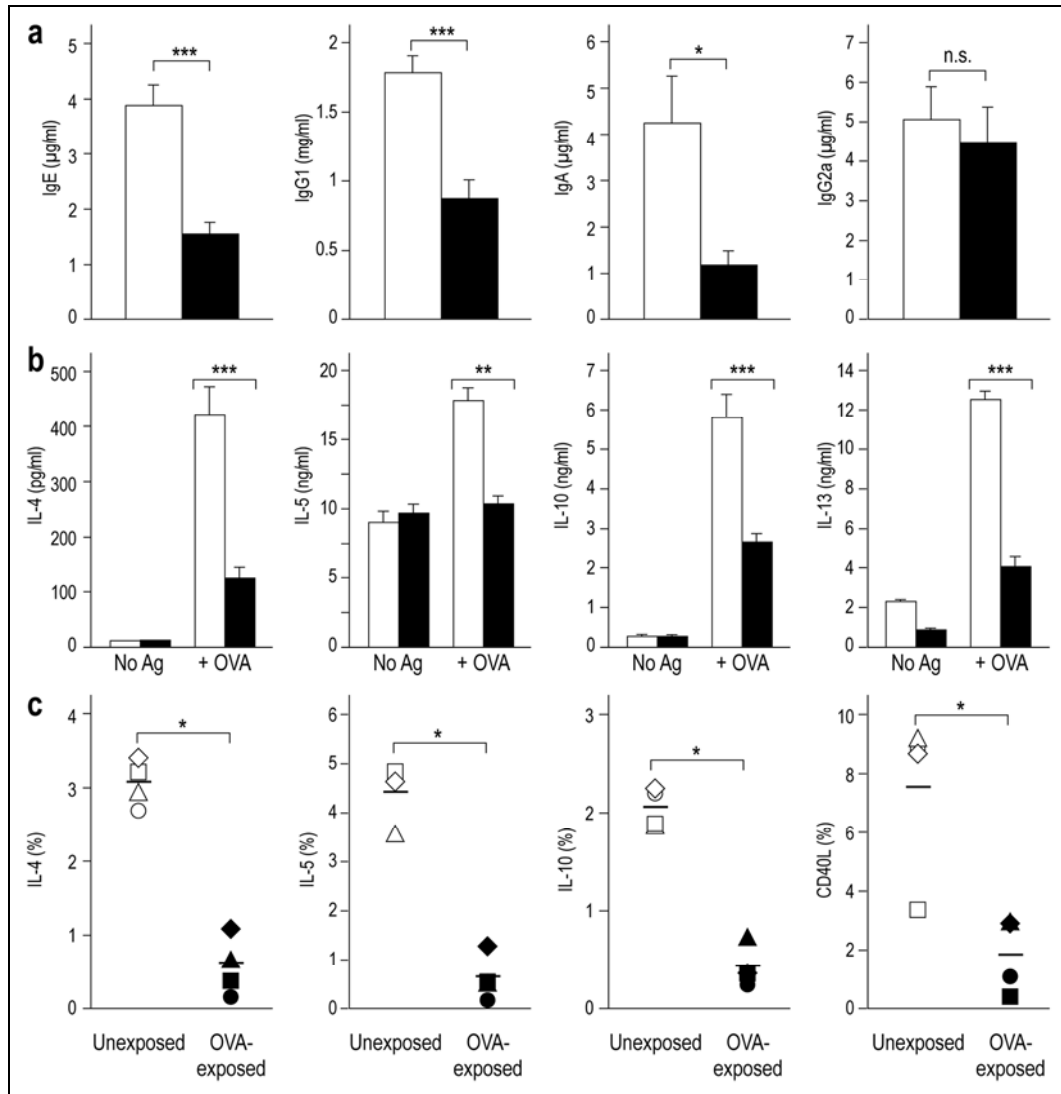 a
IgE (µg/ml)
5
4
3
2
1
0
***
IgG1 (mg/ml)
2
1.5
1
0.5
0
***
IgA (µg/ml)
6
5
4
3
2
1
0
*
IgG2a (µg/ml)
7
6
5
4
3
2
1
0
n.s.
b
IL-4 (pg/ml)
500
400
300
200
100
0
***
No Ag
+ OVA
IL-5 (ng/ml)
20
15
10
5
0
**
No Ag
+ OVA
IL-10 (ng/ml)
7
6
5
4
3
2
1
0
***
No Ag
+ OVA
IL-13 (ng/ml)
14
12
10
8
6
4
2
0
***
No Ag
+ OVA
c
IL-4 (%)
4
3
2
1
0
*
Unexposed
OVA-
exposed
IL-5 (%)
6
5
4
3
2
1
0
*
Unexposed
OVA-
exposed
IL-10 (%)
3
2
1
0
*
Unexposed
OVA-
exposed
CD40L (%)
10
8
6
4
2
0
*
Unexposed
OVA-
exposed